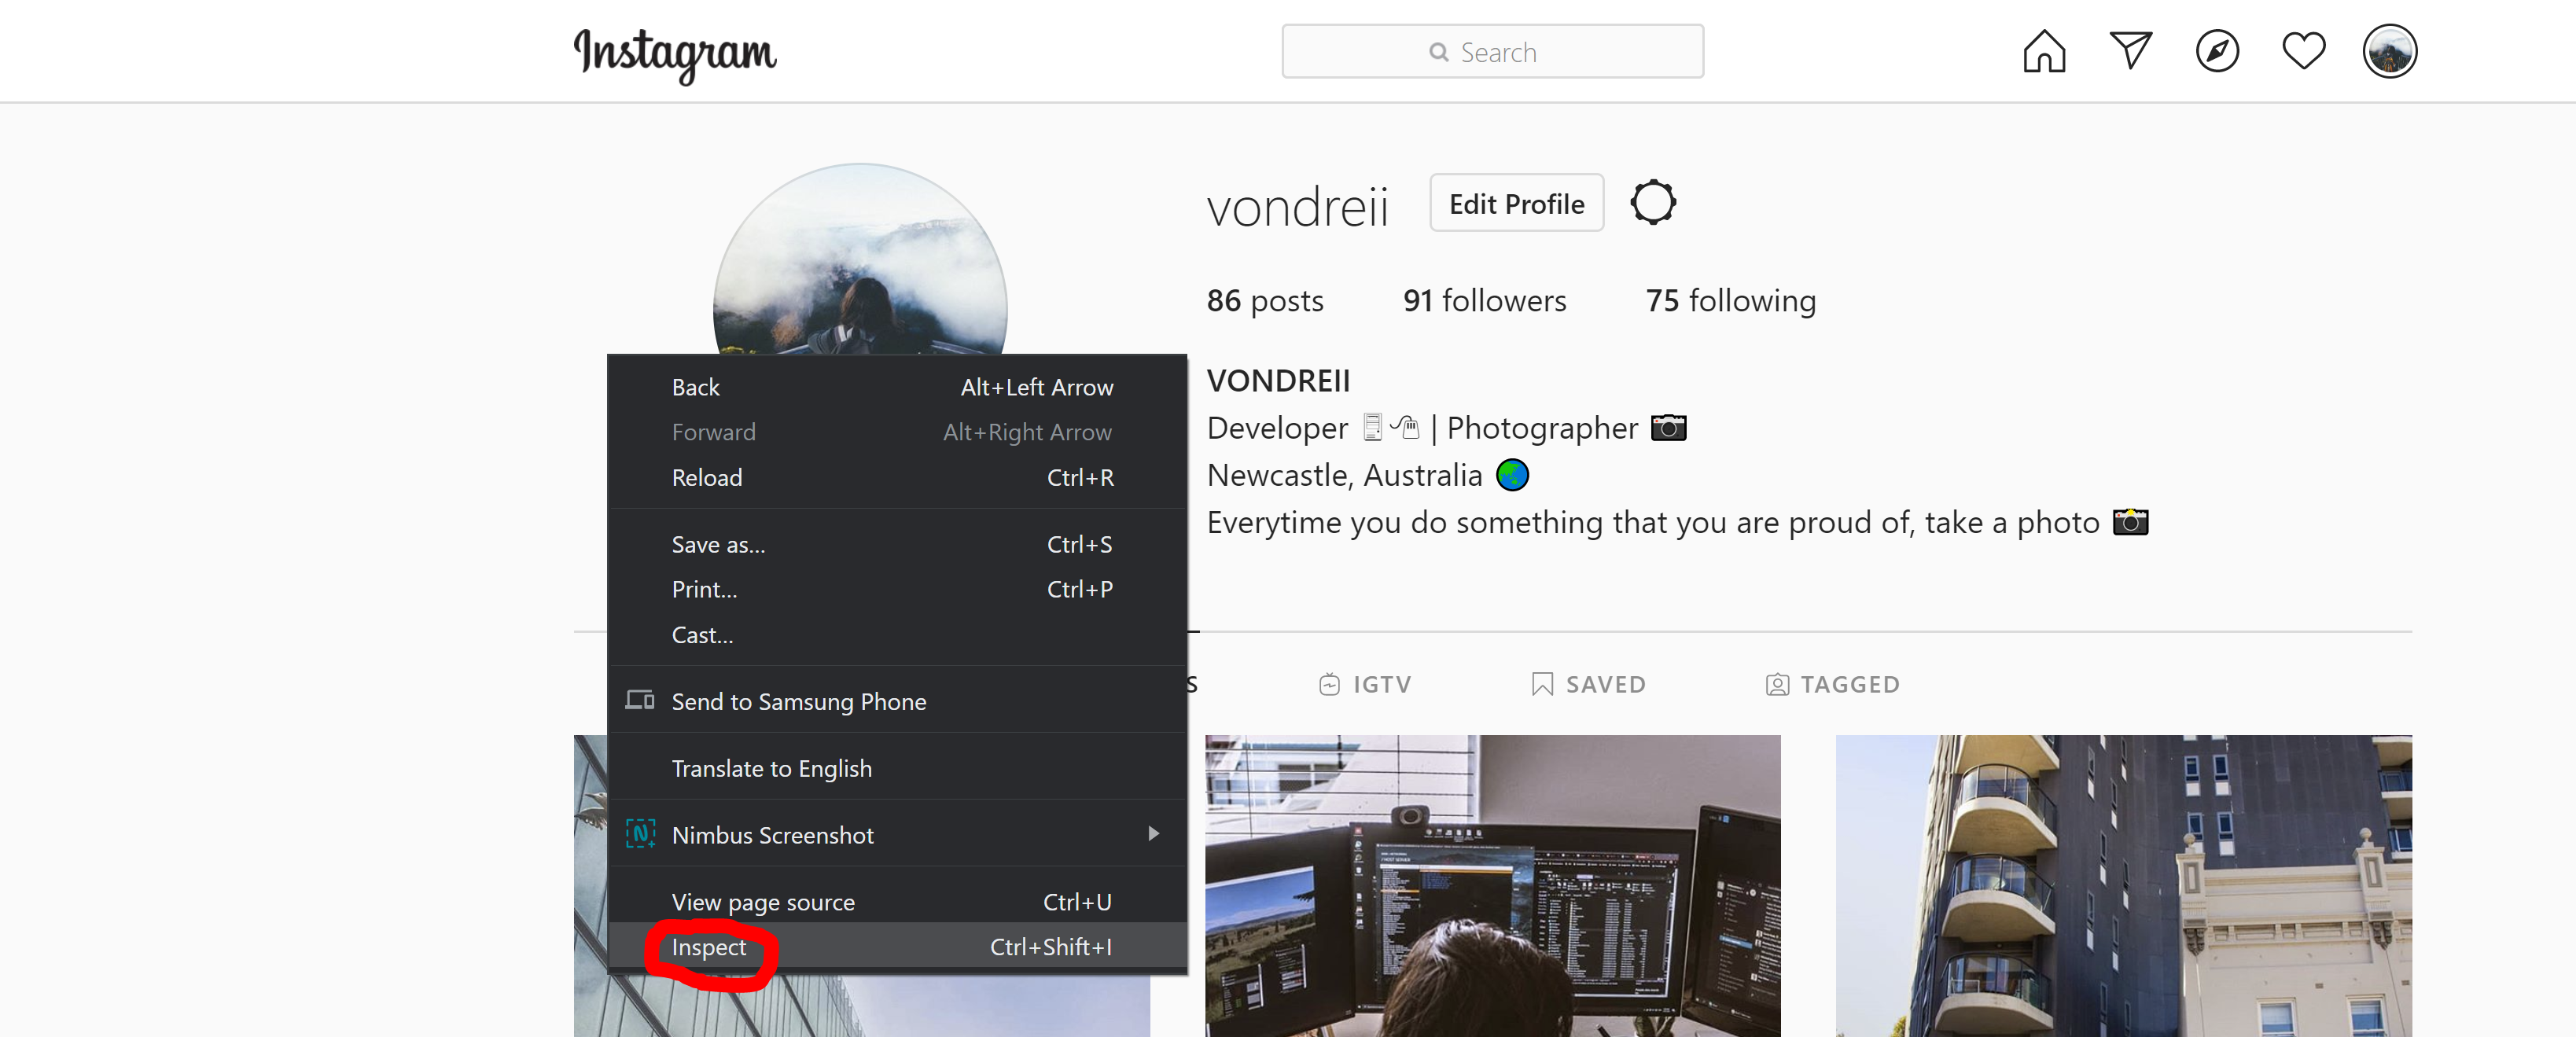 Instagram
Search
vondreii Edit Profile
86 posts 91 followers 75 following
VONDREII
Developer | Photographer
Newcastle, Australia
Everytime you do something that you are proud of, take a photo
Back Alt+Left Arrow
Forward Alt+Right Arrow
Reload Ctrl+R
Save as... Ctrl+S
Print... Ctrl+P
Cast...
Send to Samsung Phone
Translate to English
Nimbus Screenshot
View page source Ctrl+U
Inspect Ctrl+Shift+I
S IGTV SAVED TAGGED